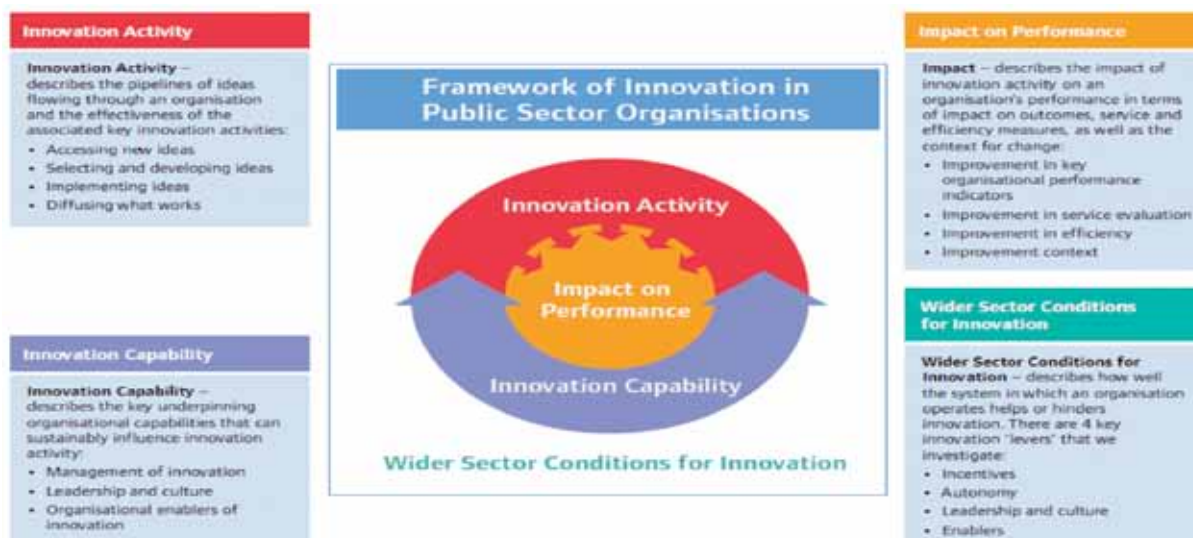 Innovation Activity
Innovation Activity –
describes the pipelines of ideas
flowing through an organisation
and the effectiveness of the
associated key innovation activities:
• Accessing new ideas
• Selecting and developing ideas
• Implementing ideas
• Diffusing what works
Innovation Capability
Innovation Capability –
describes the key underpinning
organisational capabilities that can
sustainably influence innovation
activity:
• Management of innovation
• Leadership and culture
• Organisational enablers of
innovation
Framework of Innovation in
Public Sector Organisations
Innovation Activity
Impact on
Performance
Innovation Capability
Wider Sector Conditions for Innovation
Impact on Performance
Impact – describes the impact of
innovation activity on an
organisation's performance in terms
of impact on outcomes, service and
efficiency measures, as well as the
context for change:
• Improvement in key
organisational performance
indicators
• Improvement in service evaluation
• Improvement in efficiency
• Improvement context
Wider Sector Conditions
for Innovation
Wider Sector Conditions for
Innovation – describes how well
the system in which an organisation
operates helps or hinders
innovation. There are 4 key
innovation "levers" that we
investigate:
• Incentives
• Autonomy
• Leadership and culture
• Enablers